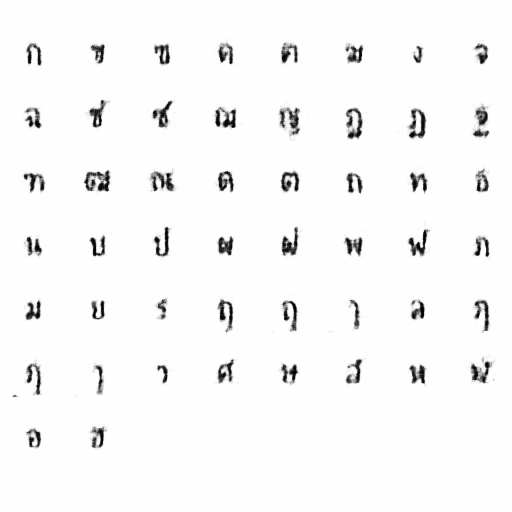 ก ข ฃ ค ฅ ฆ ง จ
ฉ ช ซ ฌ ญ ฎ ฏ ฐ
ฑ ฒ ณ ด ต ถ ท ธ
น บ ป ผ ฝ พ ฟ ภ
ม ย ร ฤ ฤ ๅ ล ฦ
ฦ ๅ ว ศ ษ ส ห ฬ
อ ฮ